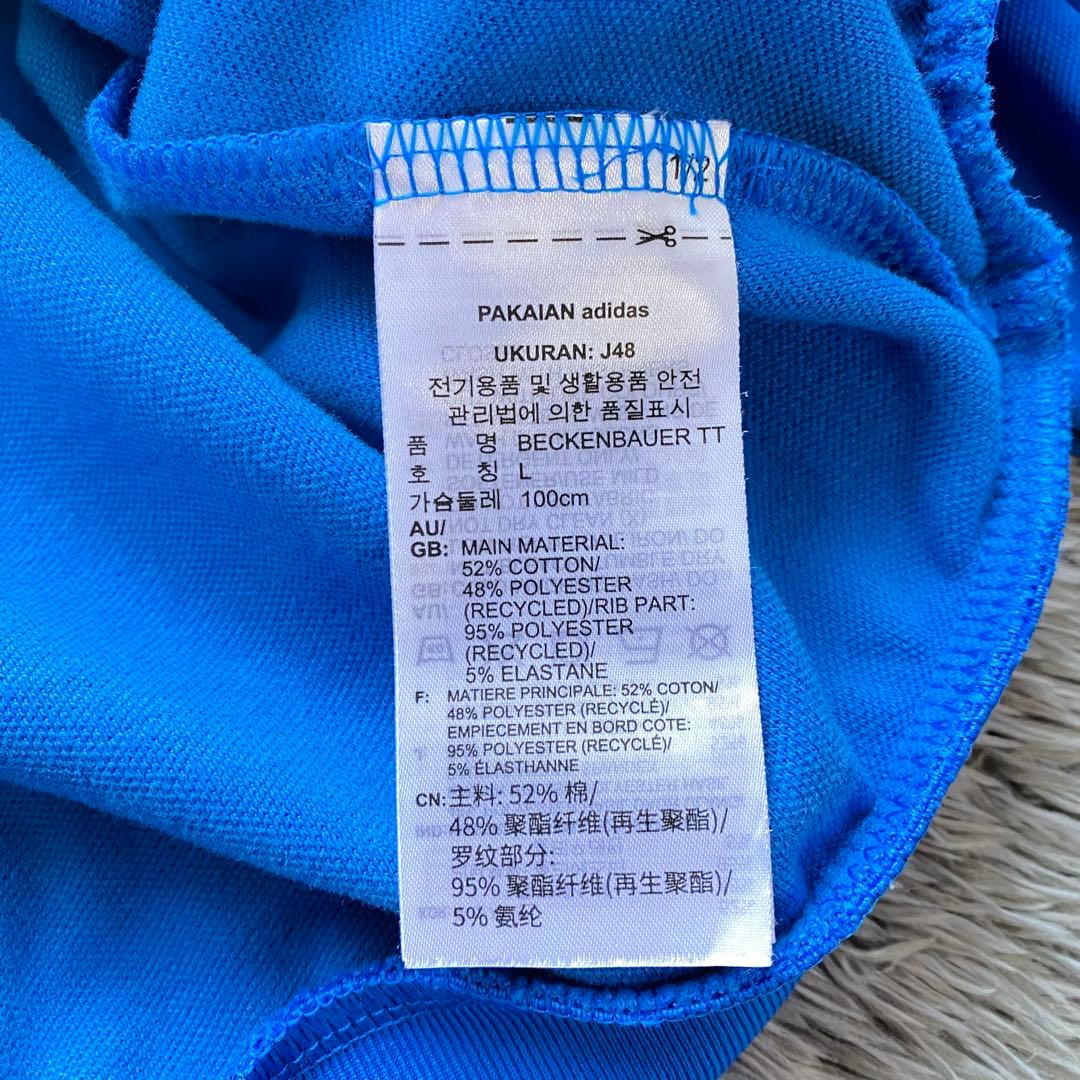 1/2
PAKAIAN adidas
UKURAN: J48
전기용품 및 생활용품 안전
관리법에 의한 품질표시
품 명 BECKENBAUER TT
호 칭 L
가슴둘레 100cm
AU/
GB: MAIN MATERIAL:
52% COTTON/
48% POLYESTER
(RECYCLED)/RIB PART:
95% POLYESTER
(RECYCLED)/
5% ELASTANE
F: MATIERE PRINCIPALE: 52% COTON/
48% POLYESTER (RECYCLÉ)/
EMPIECEMENT EN BORD COTE:
95% POLYESTER (RECYCLÉ)/
5% ÉLASTHANNE
CN: 主料: 52% 棉/
48% 聚酯纤维(再生聚酯)/
罗纹部分:
95% 聚酯纤维(再生聚酯)/
5% 氨纶